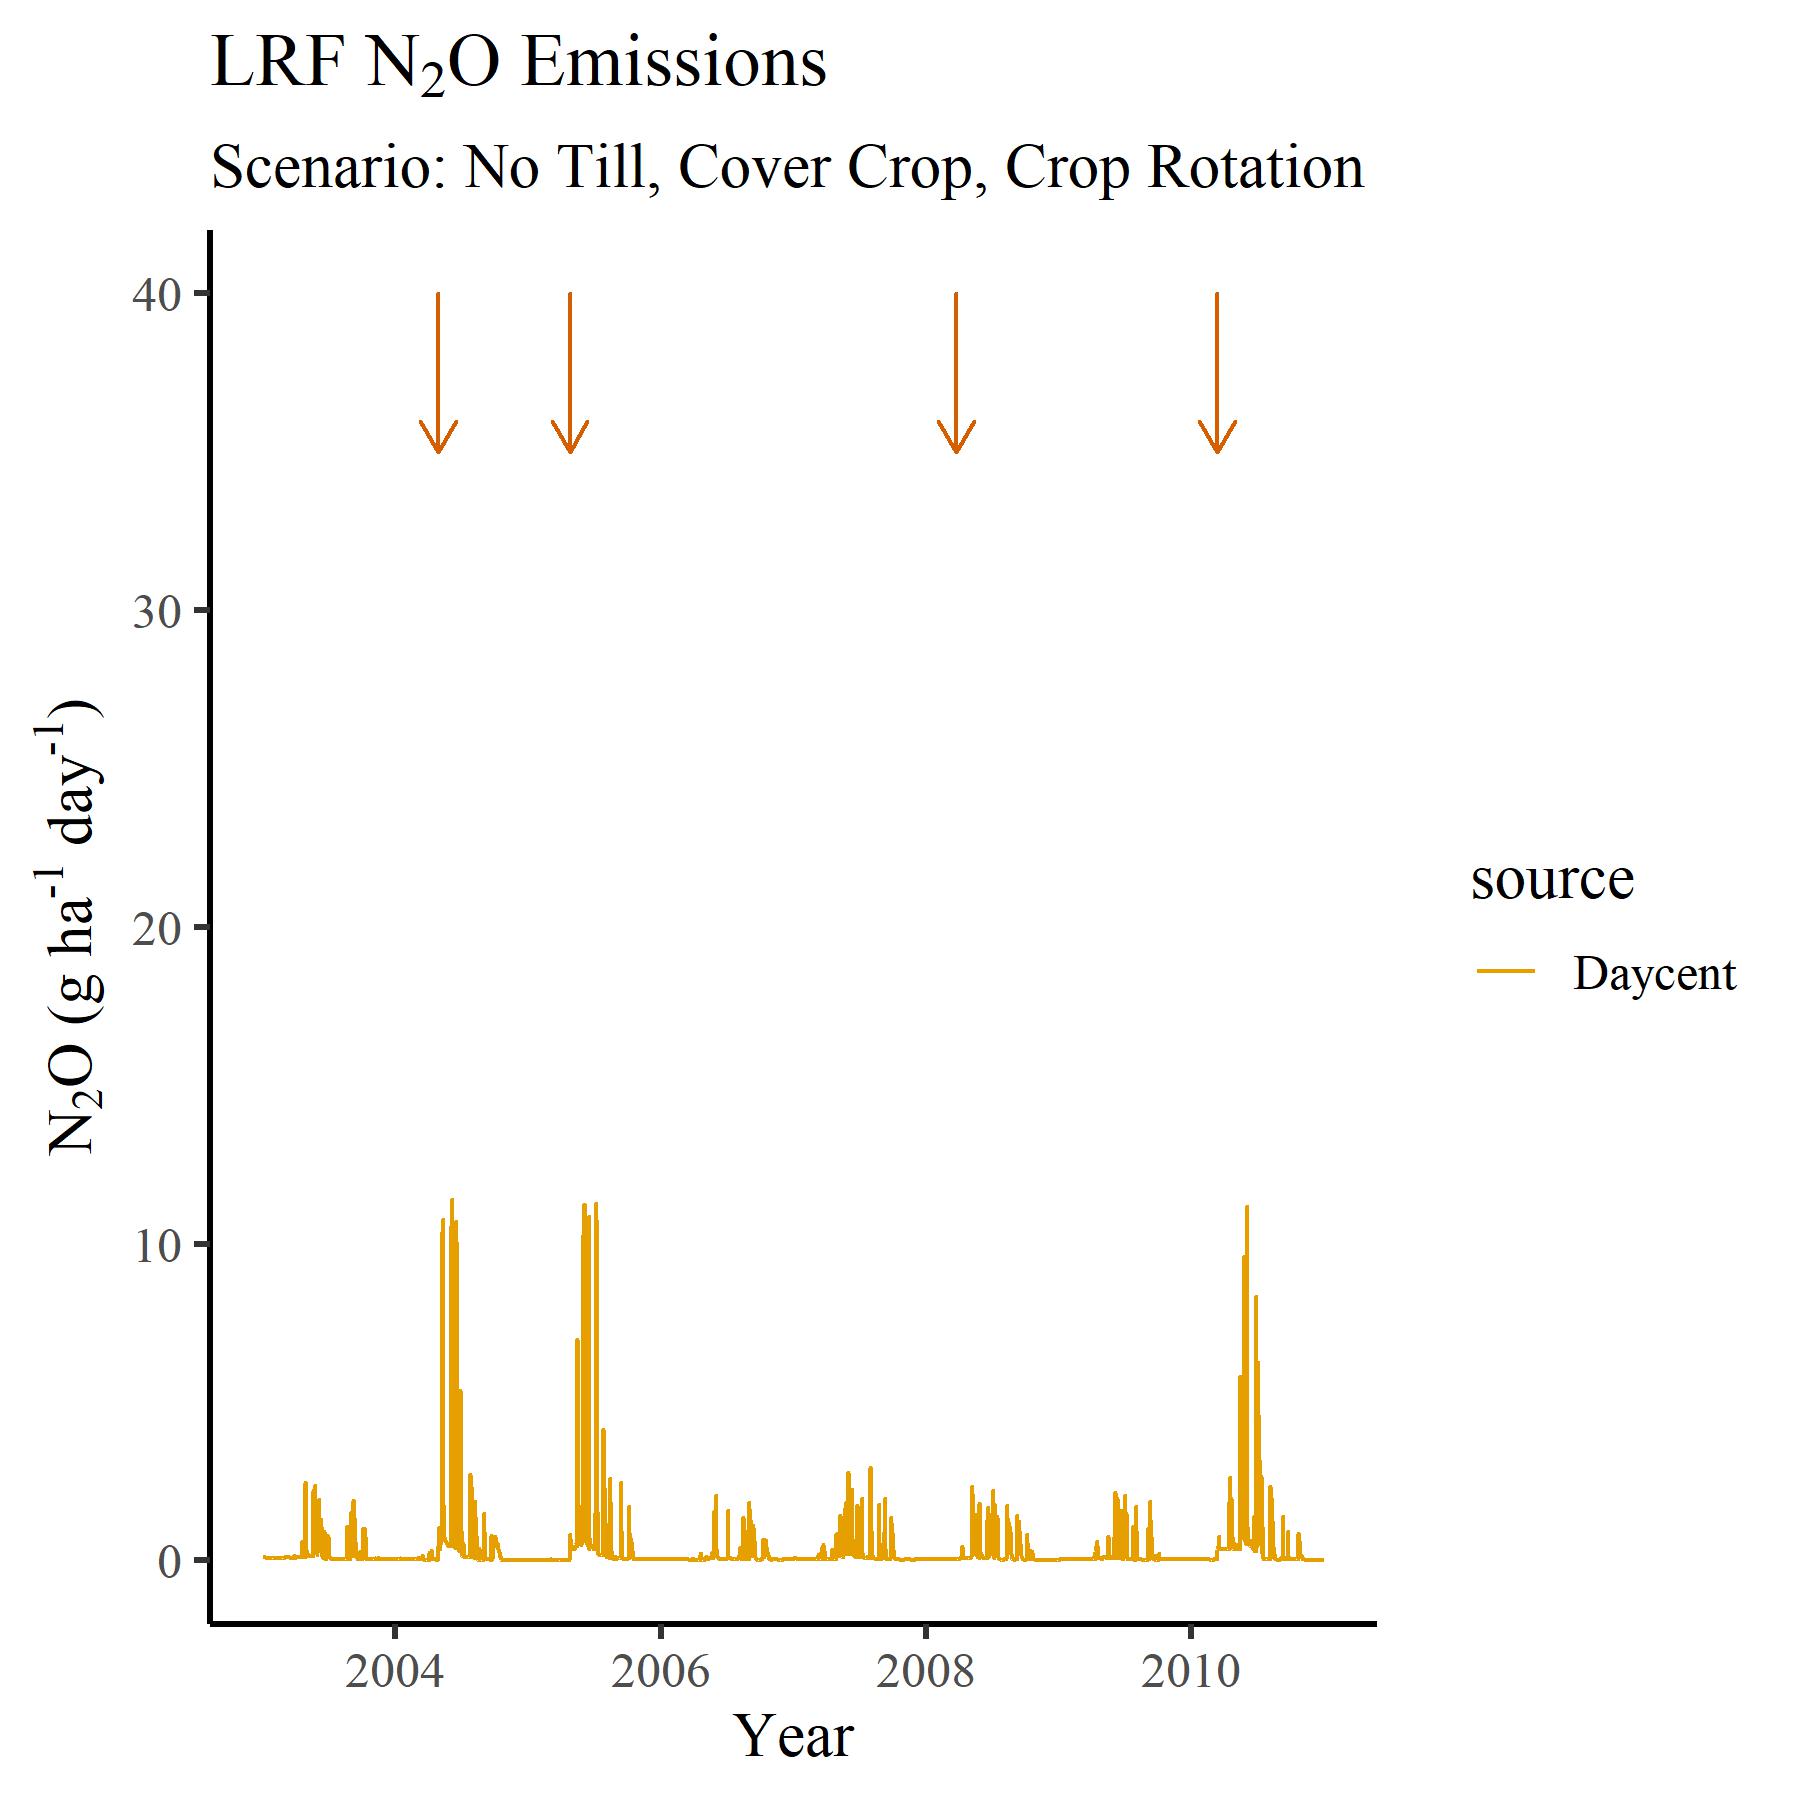 LRF N₂O Emissions
Scenario: No Till, Cover Crop, Crop Rotation
N₂O (g ha⁻¹ day⁻¹)
40
30
20
10
0
2004 2006 2008 2010
Year
source
Daycent